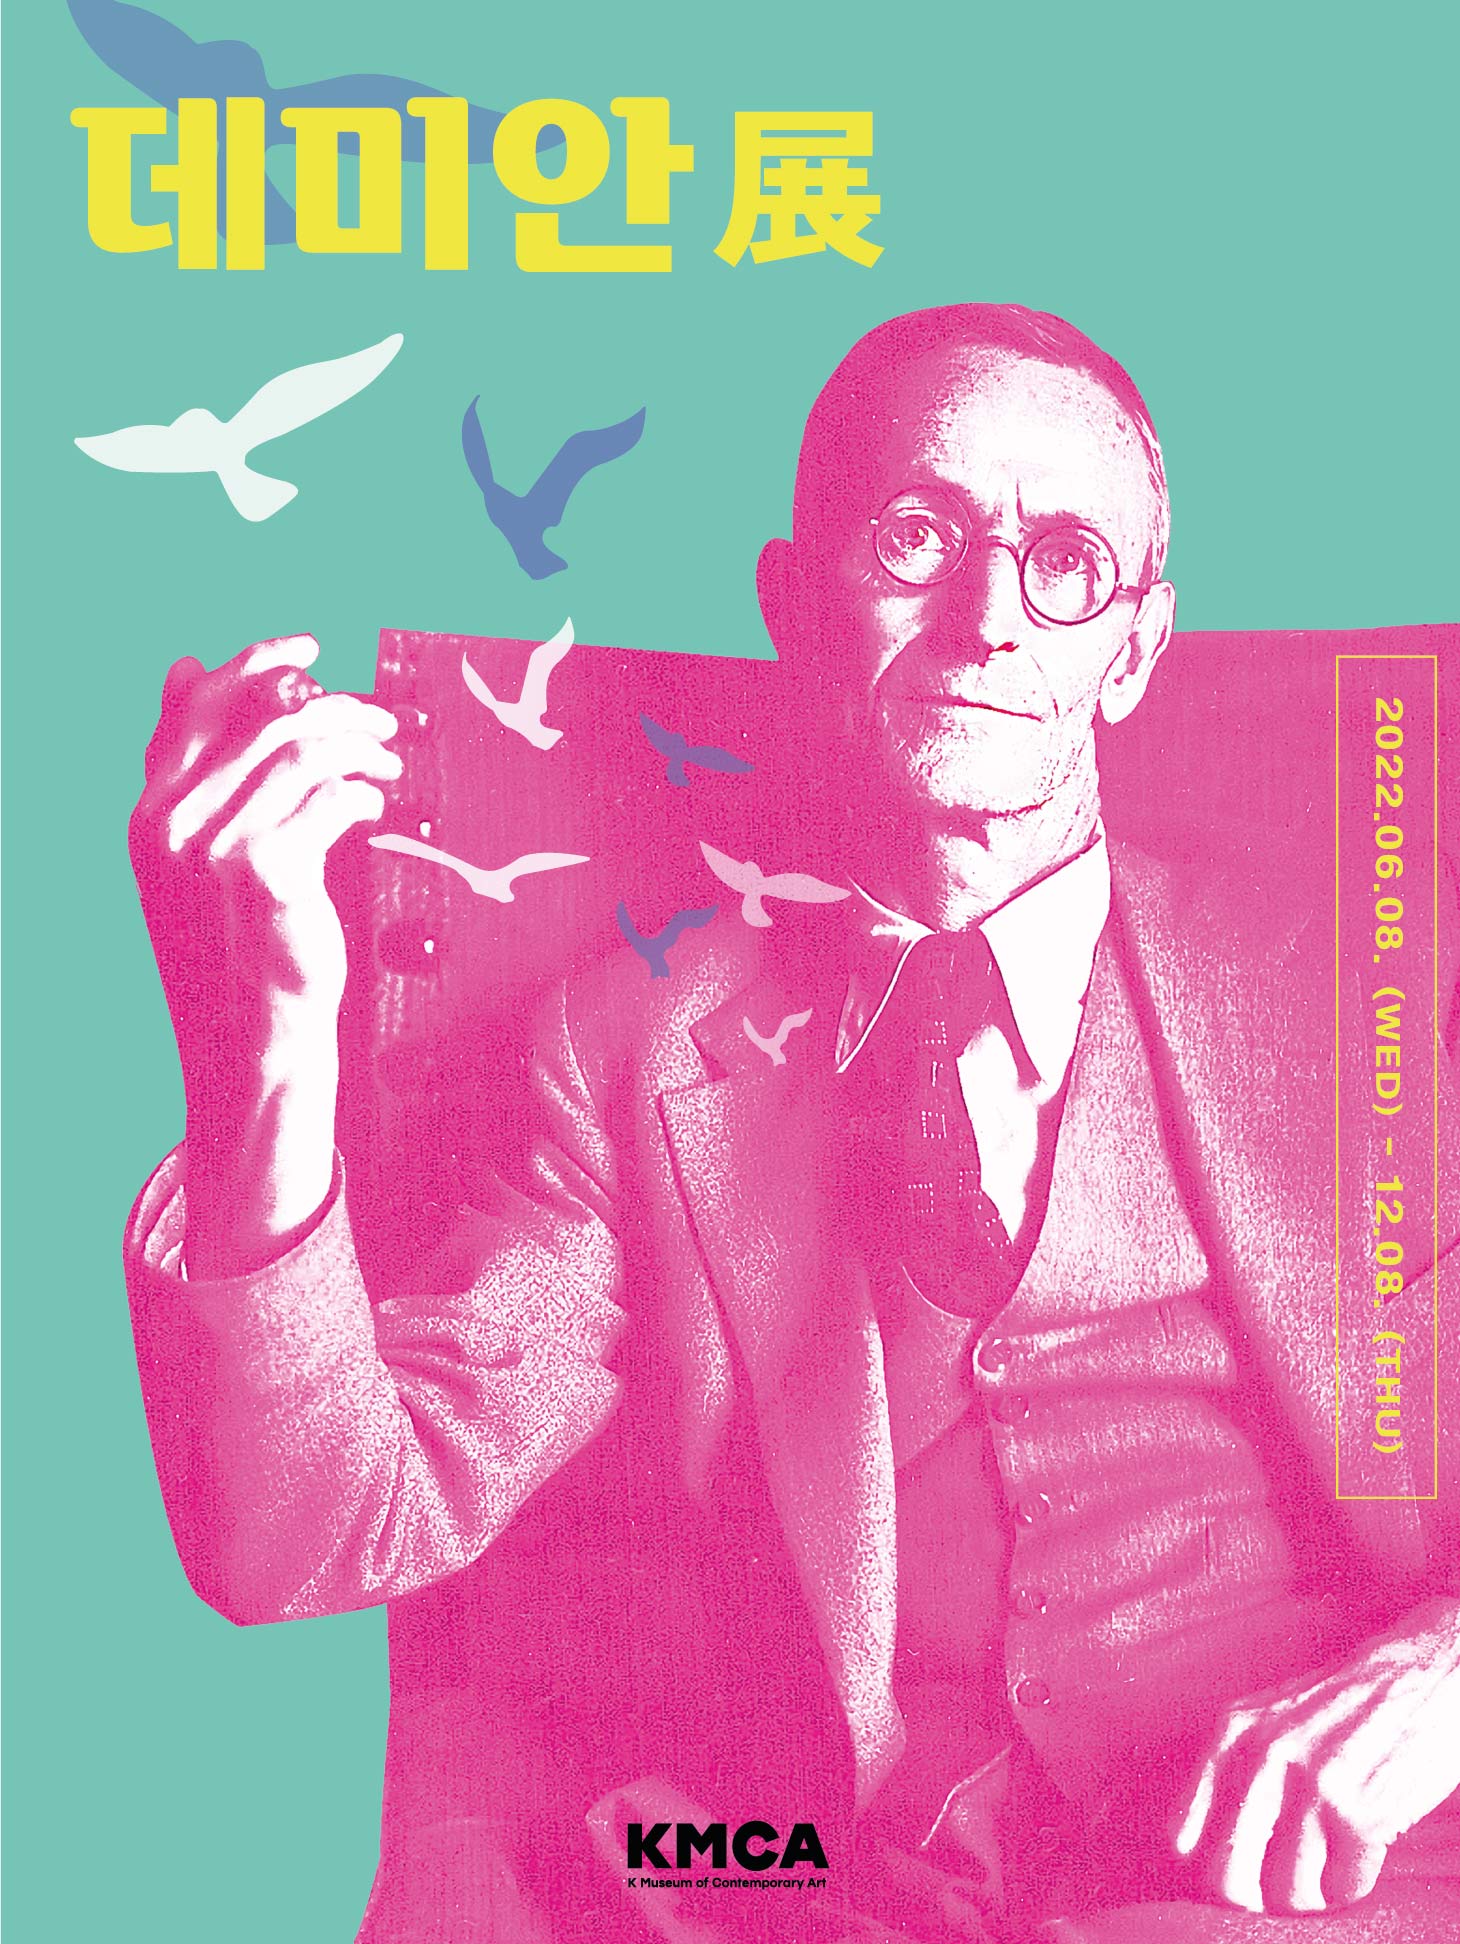 데미안 展
2022.06.08. (WED) - 12.08. (THU)
KMCA
K Museum of Contemporary Art